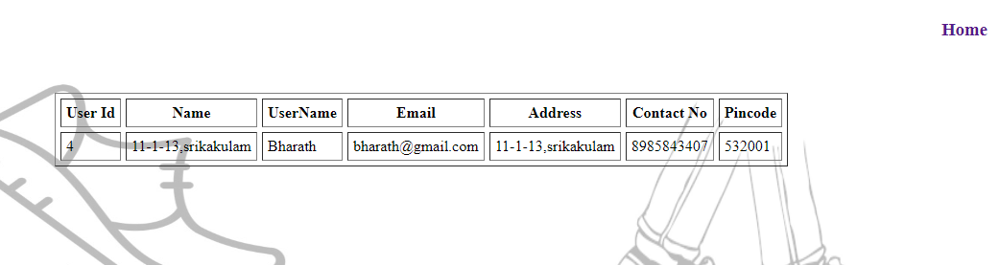 Home
User Id Name UserName Email Address Contact No Pincode
4 11-1-13,srikakulam Bharath bharath@gmail.com 11-1-13,srikakulam 8985843407 532001